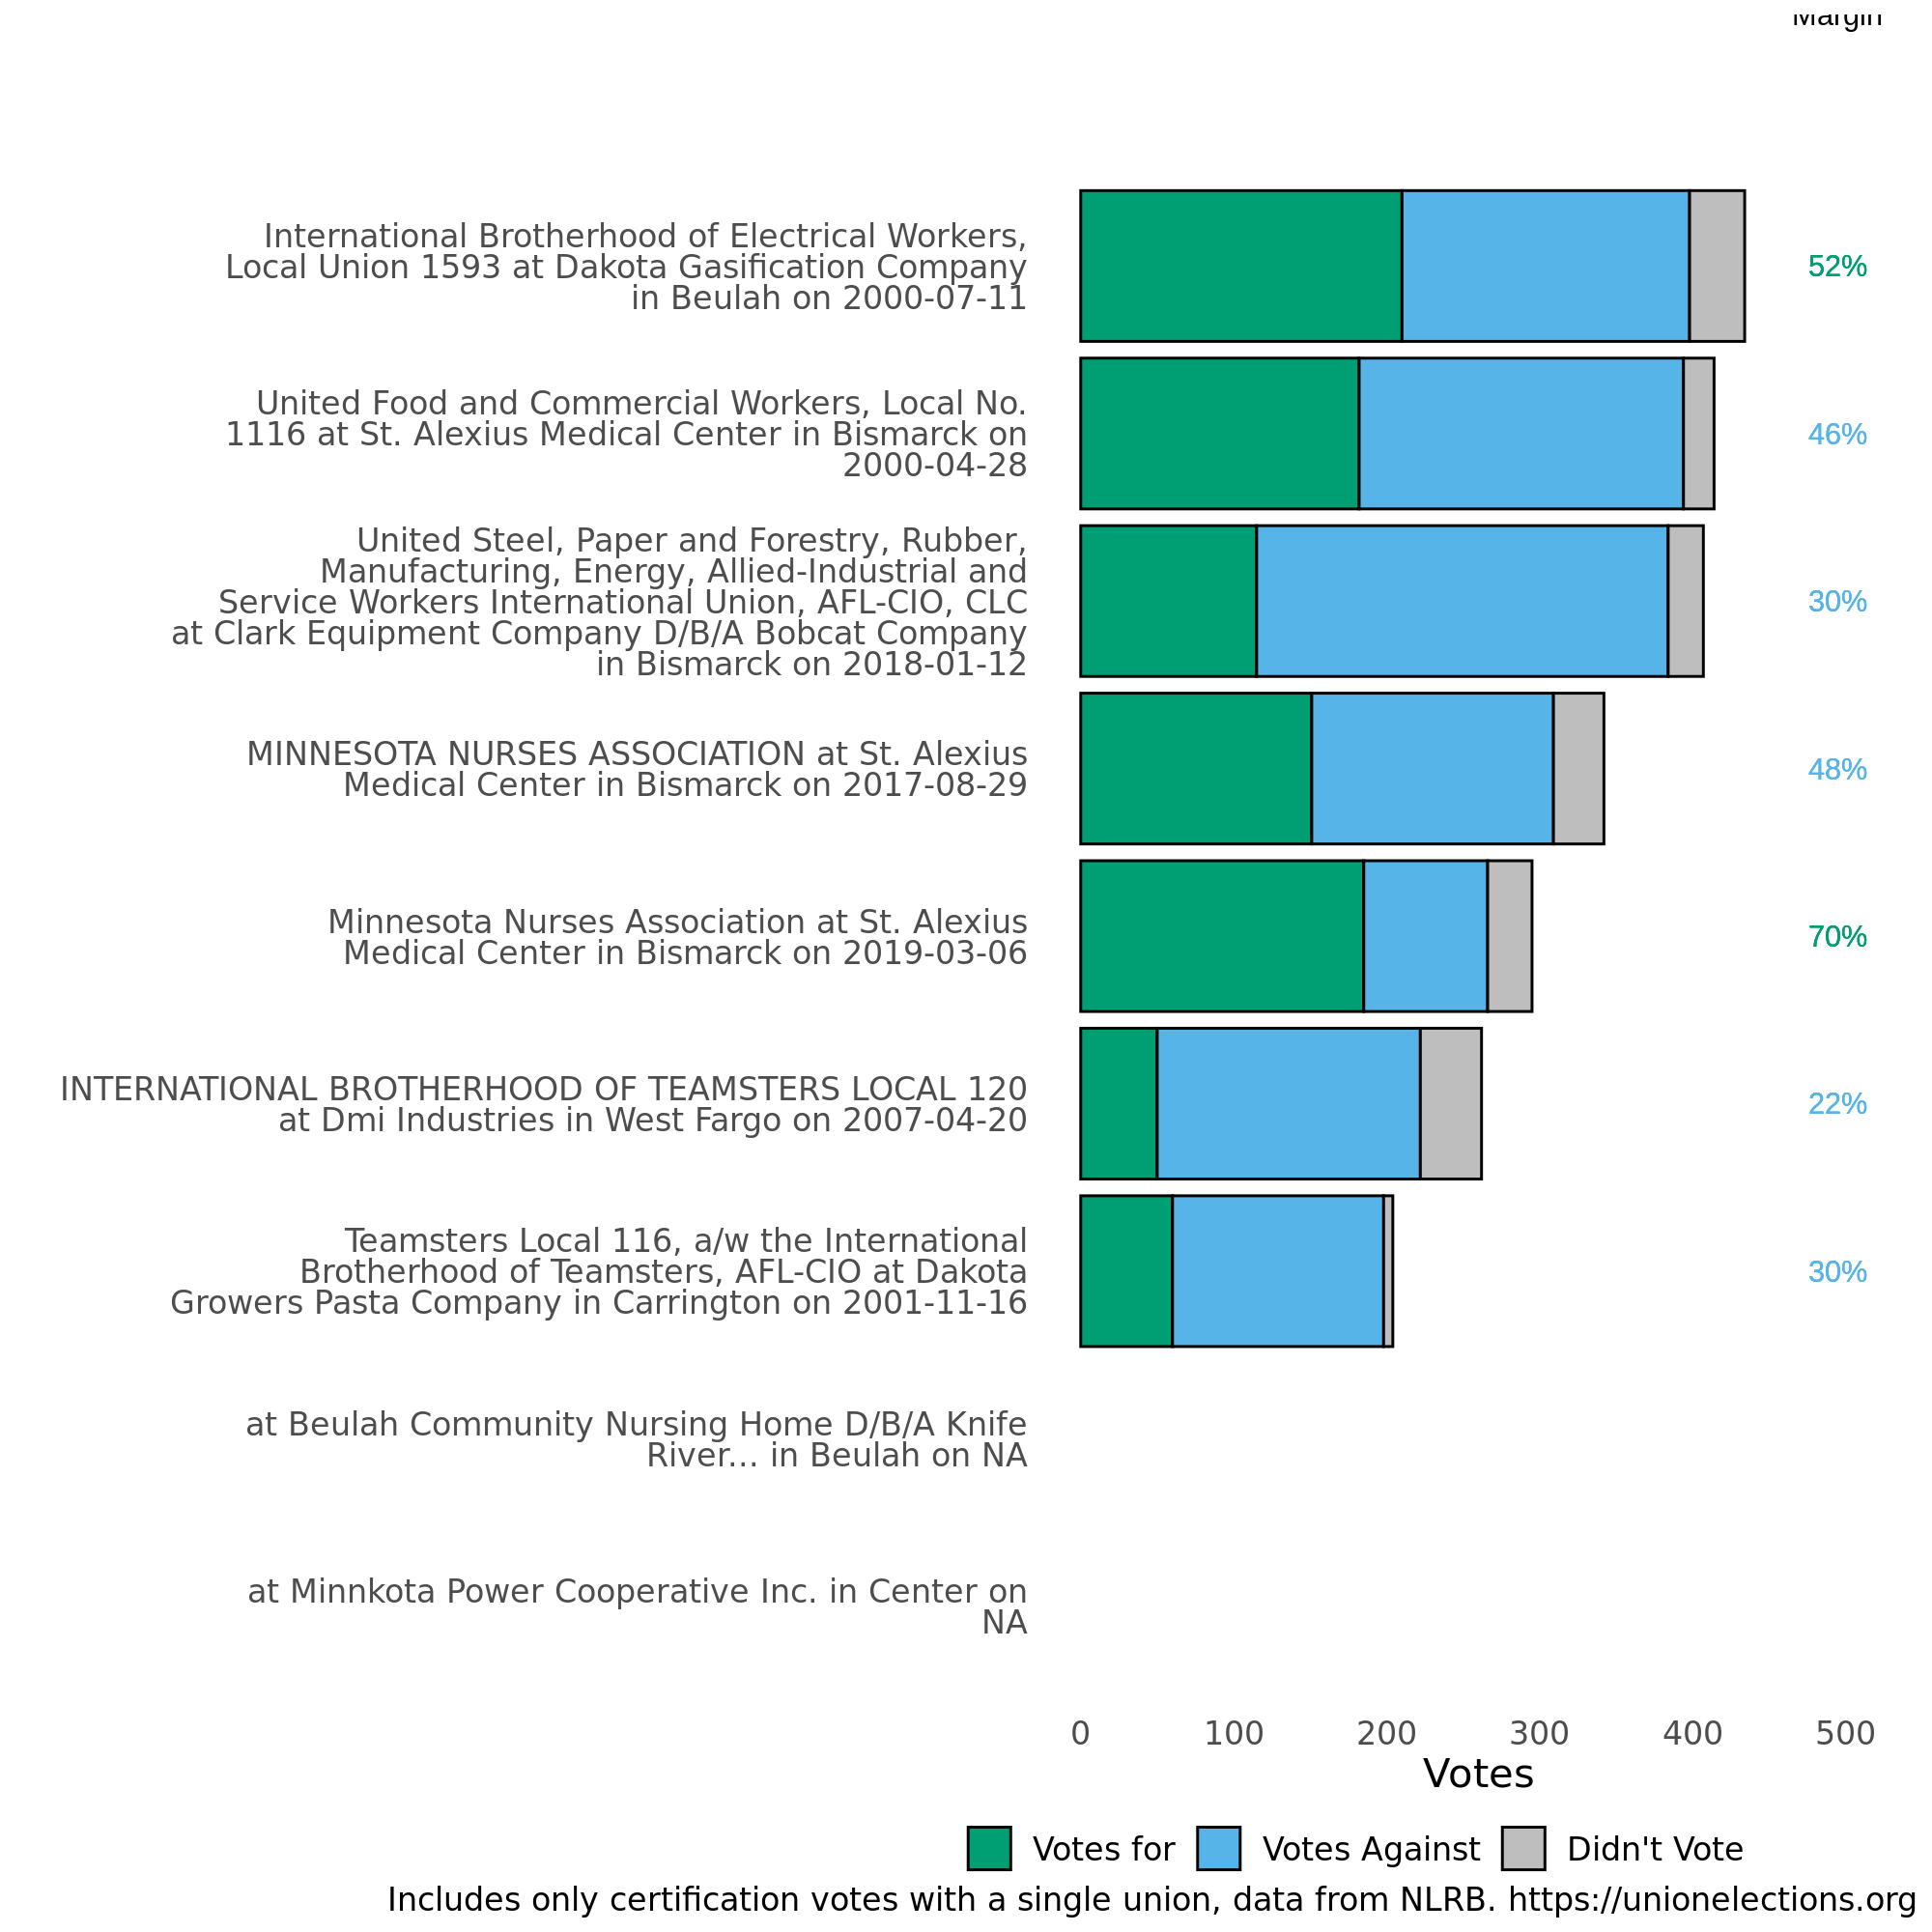 Margin
International Brotherhood of Electrical Workers,
Local Union 1593 at Dakota Gasification Company
in Beulah on 2000-07-11
52%
United Food and Commercial Workers, Local No.
1116 at St. Alexius Medical Center in Bismarck on
2000-04-28
46%
United Steel, Paper and Forestry, Rubber,
Manufacturing, Energy, Allied-Industrial and
Service Workers International Union, AFL-CIO, CLC
at Clark Equipment Company D/B/A Bobcat Company
in Bismarck on 2018-01-12
30%
MINNESOTA NURSES ASSOCIATION at St. Alexius
Medical Center in Bismarck on 2017-08-29
48%
Minnesota Nurses Association at St. Alexius
Medical Center in Bismarck on 2019-03-06
70%
INTERNATIONAL BROTHERHOOD OF TEAMSTERS LOCAL 120
at Dmi Industries in West Fargo on 2007-04-20
22%
Teamsters Local 116, a/w the International
Brotherhood of Teamsters, AFL-CIO at Dakota
Growers Pasta Company in Carrington on 2001-11-16
30%
at Beulah Community Nursing Home D/B/A Knife
River... in Beulah on NA
at Minnkota Power Cooperative Inc. in Center on
NA
0 100 200 300 400 500
Votes
Votes for Votes Against Didn't Vote
Includes only certification votes with a single union, data from NLRB. https://unionelections.org